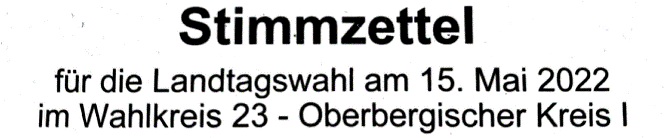 Stimmzettel
für die Landtagswahl am 15. Mai 2022
im Wahlkreis 23 - Oberbergischer Kreis I